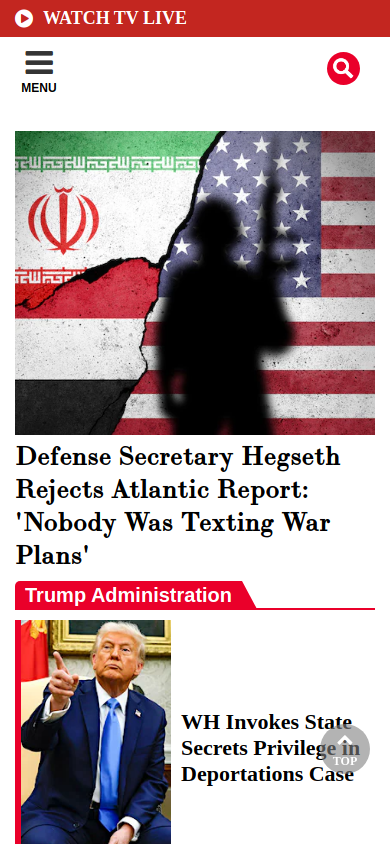 WATCH TV LIVE
MENU
Defense Secretary Hegseth
Rejects Atlantic Report:
'Nobody Was Texting War
Plans'
Trump Administration
WH Invokes State
Secrets Privilege in
Deportations Case
TOP